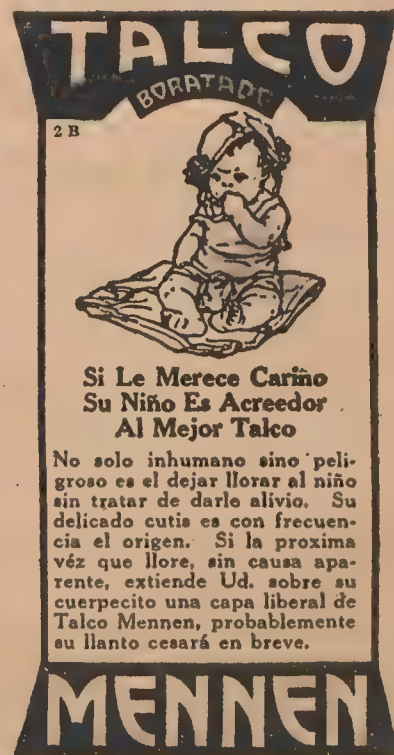 TALCO
BORATADO
2 B
Si Le Merece Cariño
Su Niño Es Acreedor
Al Mejor Talco
No solo inhumano sino peli-
groso es el dejar llorar al niño
sin tratar de darle alivio. Su
delicado cutis es con frecuen-
cia el origen. Si la proxima
véz que llore, sin causa apa-
rente, extiende Ud. sobre su
cuerpecito una capa liberal de
Talco Mennen, probablemente
su llanto cesará en breve.
MENNEN